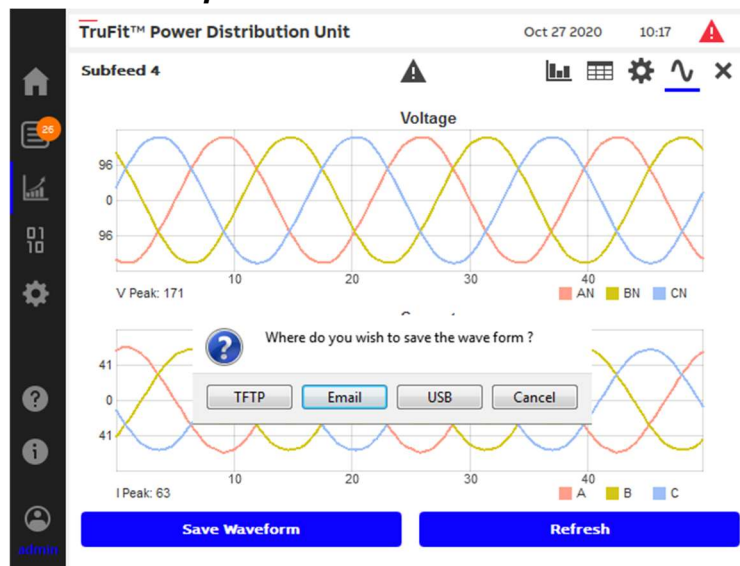 TruFit™ Power Distribution Unit
Oct 27 2020
10:17
Subfeed 4
26
Voltage
96
0
96
10
20
30
40
V Peak: 171
AN
BN
CN
Where do you wish to save the wave form ?
TFTP
Email
USB
Cancel
41
0
41
10
20
30
I Peak: 63
A
B
C
Save Waveform
Refresh
admin